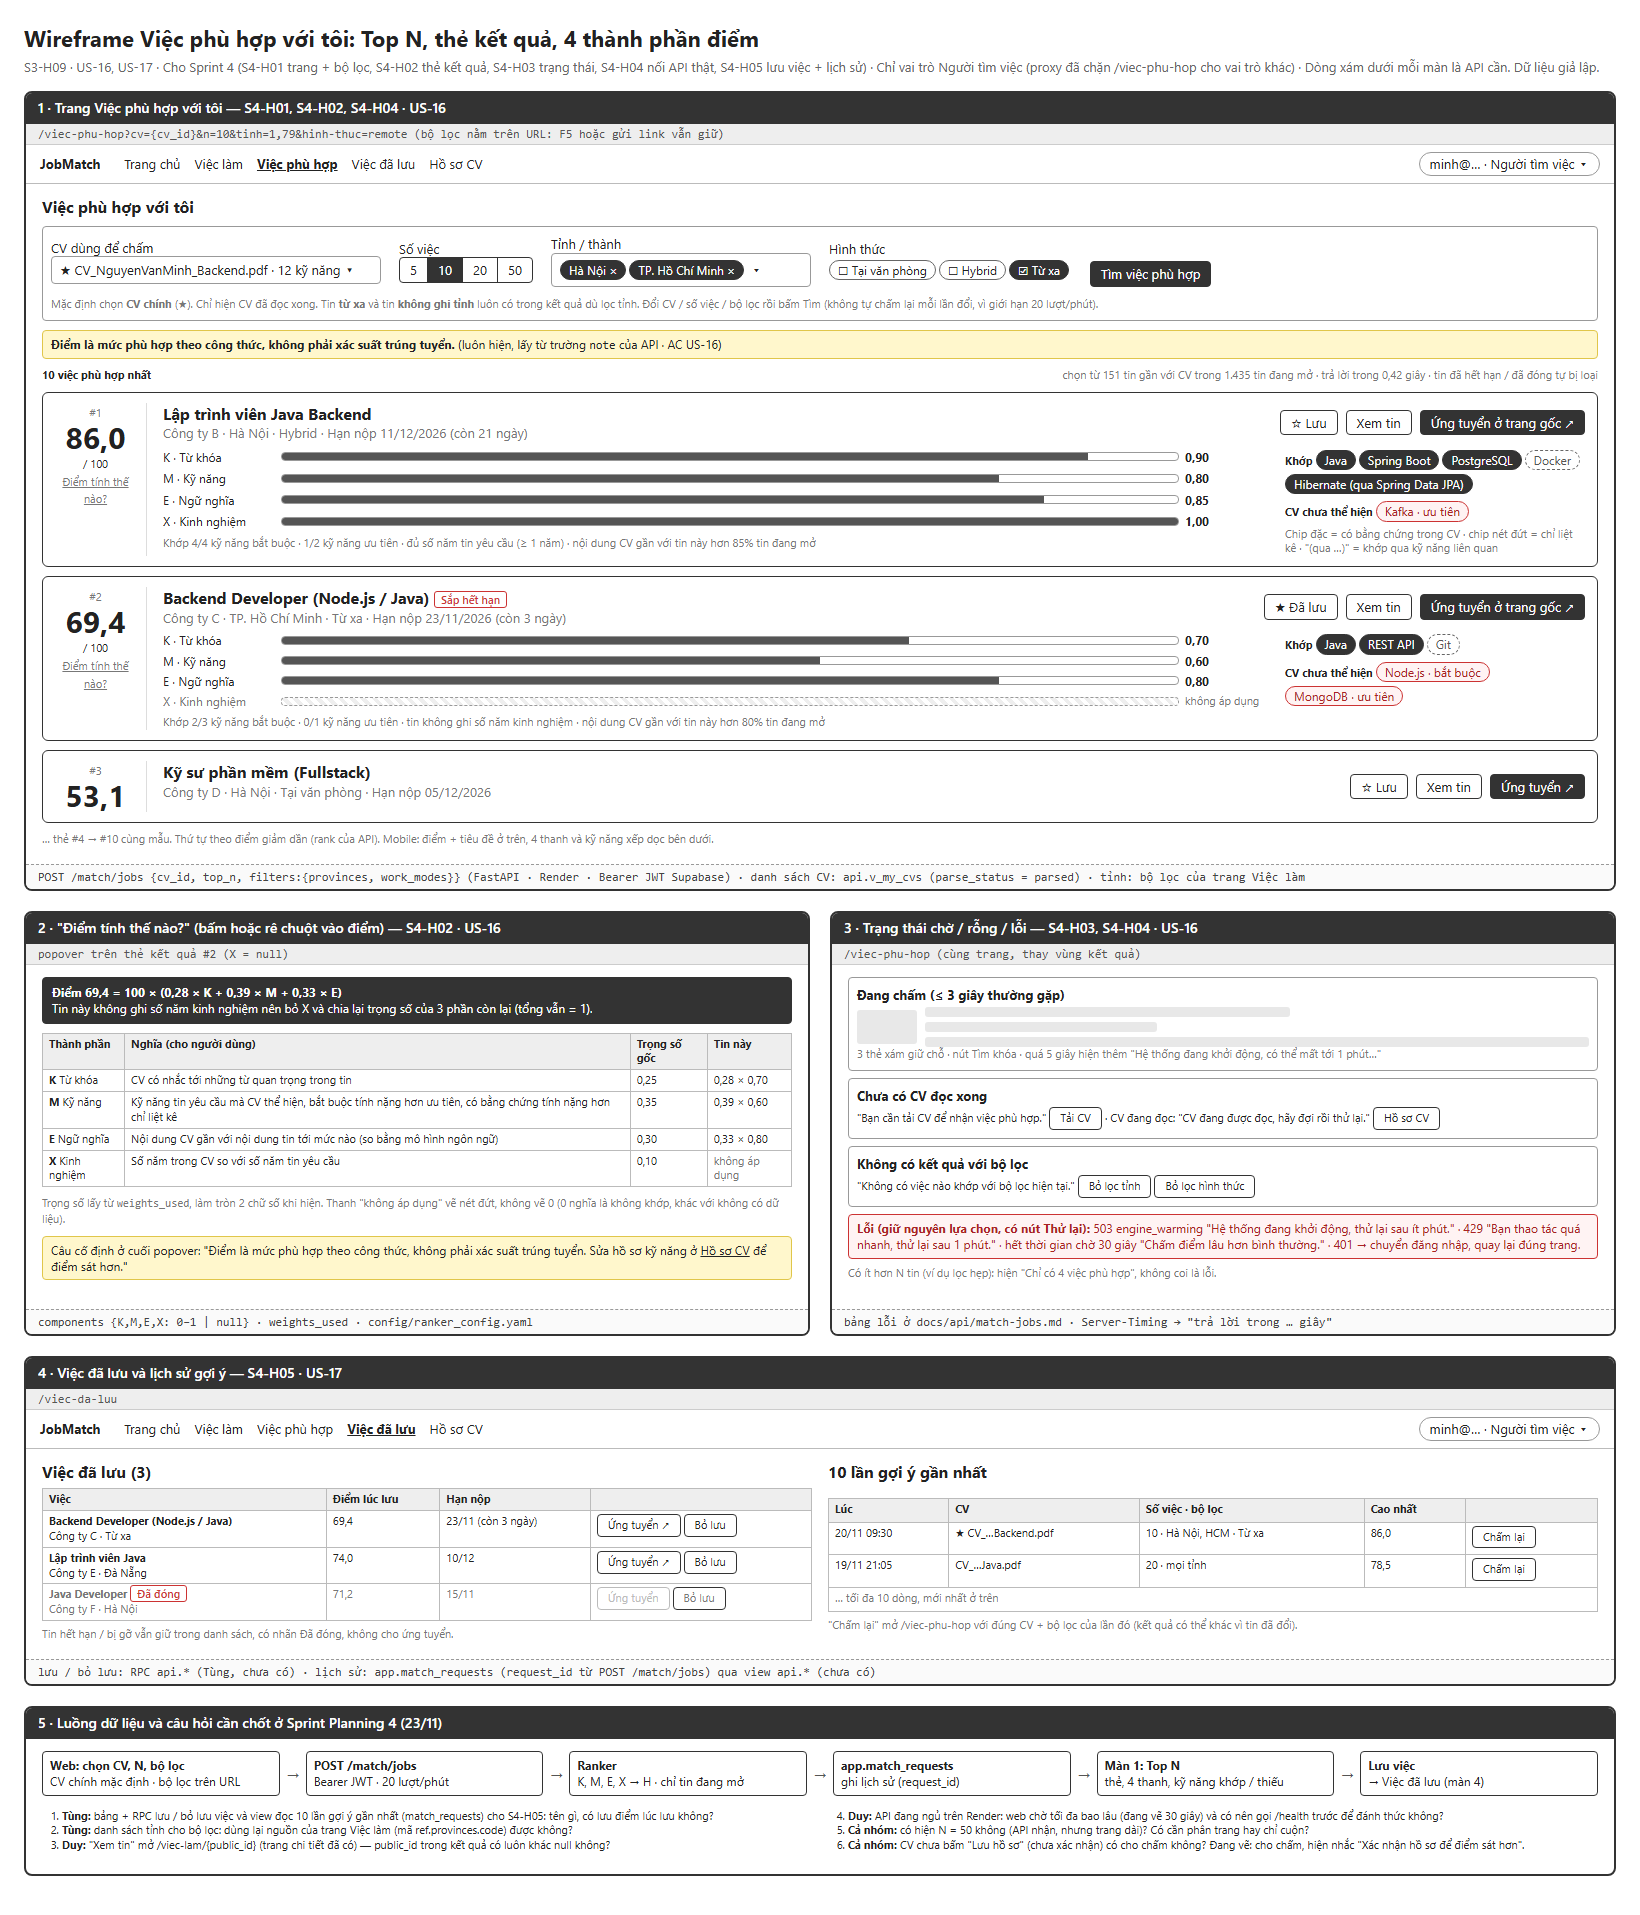 Wireframe Việc phù hợp với tôi: Top N, thẻ kết quả, 4 thành phần điểm
S3-H09 · US-16, US-17 · Cho Sprint 4 (S4-H01 trang + bộ lọc, S4-H02 thẻ kết quả, S4-H03 trạng thái, S4-H04 nối API thật, S4-H05 lưu việc + lịch sử) · Chỉ vai trò Người tìm việc (proxy đã chặn /viec-phu-hop cho vai trò khác) · Dòng xám dưới mỗi màn là API cần. Dữ liệu giả lập.
1 · Trang Việc phù hợp với tôi — S4-H01, S4-H02, S4-H04 · US-16
/viec-phu-hop?cv={cv_id}&n=10&tinh=1,79&hinh-thuc=remote (bộ lọc nằm trên URL: F5 hoặc gửi link vẫn giữ)
JobMatch Trang chủ Việc làm Việc phù hợp Việc đã lưu Hồ sơ CV minh@... · Người tìm việc ▾
Việc phù hợp với tôi
CV dùng để chấm Số việc Tỉnh / thành Hình thức
★ CV_NguyenVanMinh_Backend.pdf · 12 kỹ năng ▾ 5 10 20 50 Hà Nội × TP. Hồ Chí Minh × ▾ ☐ Tại văn phòng ☐ Hybrid ☑ Từ xa Tìm việc phù hợp
Mặc định chọn CV chính (★). Chỉ hiện CV đã đọc xong. Tin từ xa và tin không ghi tỉnh luôn có trong kết quả dù lọc tỉnh. Đổi CV / số việc / bộ lọc rồi bấm Tìm (không tự chấm lại mỗi lần đổi, vì giới hạn 20 lượt/phút).
Điểm là mức phù hợp theo công thức, không phải xác suất trúng tuyển. (luôn hiện, lấy từ trường note của API · AC US-16)
10 việc phù hợp nhất chọn từ 151 tin gần với CV trong 1.435 tin đang mở · trả lời trong 0,42 giây · tin đã hết hạn / đã đóng tự bị loại
#1
86,0
/ 100
Điểm tính thế nào?
Lập trình viên Java Backend
Công ty B · Hà Nội · Hybrid · Hạn nộp 11/12/2026 (còn 21 ngày)
K · Từ khóa 0,90
M · Kỹ năng 0,80
E · Ngữ nghĩa 0,85
X · Kinh nghiệm 1,00
Khớp 4/4 kỹ năng bắt buộc · 1/2 kỹ năng ưu tiên · đủ số năm tin yêu cầu (≥ 1 năm) · nội dung CV gần với tin này hơn 85% tin đang mở
☆ Lưu Xem tin Ứng tuyển ở trang gốc ↗
Khớp Java Spring Boot PostgreSQL Docker
Hibernate (qua Spring Data JPA)
CV chưa thể hiện Kafka · ưu tiên
Chip đặc = có bằng chứng trong CV · chip nét đứt = chỉ liệt
kê · "(qua ...)" = khớp qua kỹ năng liên quan
#2
69,4
/ 100
Điểm tính thế nào?
Backend Developer (Node.js / Java) Sắp hết hạn
Công ty C · TP. Hồ Chí Minh · Từ xa · Hạn nộp 23/11/2026 (còn 3 ngày)
K · Từ khóa 0,70
M · Kỹ năng 0,60
E · Ngữ nghĩa 0,80
X · Kinh nghiệm không áp dụng
Khớp 2/3 kỹ năng bắt buộc · 0/1 kỹ năng ưu tiên · tin không ghi số năm kinh nghiệm · nội dung CV gần với tin này hơn 80% tin đang mở
★ Đã lưu Xem tin Ứng tuyển ở trang gốc ↗
Khớp Java REST API Git
CV chưa thể hiện Node.js · bắt buộc
MongoDB · ưu tiên
#3
53,1
Kỹ sư phần mềm (Fullstack)
Công ty D · Hà Nội · Tại văn phòng · Hạn nộp 05/12/2026
☆ Lưu Xem tin Ứng tuyển ↗
... thẻ #4 → #10 cùng mẫu. Thứ tự theo điểm giảm dần (rank của API). Mobile: điểm + tiêu đề ở trên, 4 thanh và kỹ năng xếp dọc bên dưới.
POST /match/jobs {cv_id, top_n, filters:{provinces, work_modes}} (FastAPI · Render · Bearer JWT Supabase) · danh sách CV: api.v_my_cvs (parse_status = parsed) · tỉnh: bộ lọc của trang Việc làm
2 · "Điểm tính thế nào?" (bấm hoặc rê chuột vào điểm) — S4-H02 · US-16
popover trên thẻ kết quả #2 (X = null)
Điểm 69,4 = 100 × (0,28 × K + 0,39 × M + 0,33 × E)
Tin này không ghi số năm kinh nghiệm nên bỏ X và chia lại trọng số của 3 phần còn lại (tổng vẫn = 1).
Thành phần Nghĩa (cho người dùng) Trọng số gốc Tin này
K Từ khóa CV có nhắc tới những từ quan trọng trong tin 0,25 0,28 × 0,70
M Kỹ năng Kỹ năng tin yêu cầu mà CV thể hiện, bắt buộc tính nặng hơn ưu tiên, có bằng chứng tính nặng hơn chỉ liệt kê 0,35 0,39 × 0,60
E Ngữ nghĩa Nội dung CV gần với nội dung tin tới mức nào (so bằng mô hình ngôn ngữ) 0,30 0,33 × 0,80
X Kinh nghiệm Số năm trong CV so với số năm tin yêu cầu 0,10 không áp dụng
Trọng số lấy từ weights_used, làm tròn 2 chữ số khi hiện. Thanh "không áp dụng" vẽ nét đứt, không vẽ 0 (0 nghĩa là không khớp, khác với không có dữ
liệu).
Câu cố định ở cuối popover: "Điểm là mức phù hợp theo công thức, không phải xác suất trúng tuyển. Sửa hồ sơ kỹ năng ở Hồ sơ CV để
điểm sát hơn."
components {K,M,E,X: 0–1 | null} · weights_used · config/ranker_config.yaml
3 · Trạng thái chờ / rỗng / lỗi — S4-H03, S4-H04 · US-16
/viec-phu-hop (cùng trang, thay vùng kết quả)
Đang chấm (≤ 3 giây thường gặp)
3 thẻ xám giữ chỗ · nút Tìm khóa · quá 5 giây hiện thêm "Hệ thống đang khởi động, có thể mất tới 1 phút..."
Chưa có CV đọc xong
"Bạn cần tải CV để nhận việc phù hợp." Tải CV · CV đang đọc: "CV đang được đọc, hãy đợi rồi thử lại." Hồ sơ CV
Không có kết quả với bộ lọc
"Không có việc nào khớp với bộ lọc hiện tại." Bỏ lọc tỉnh Bỏ lọc hình thức
Lỗi (giữ nguyên lựa chọn, có nút Thử lại): 503 engine_warming "Hệ thống đang khởi động, thử lại sau ít phút." · 429 "Bạn thao tác quá
nhanh, thử lại sau 1 phút." · hết thời gian chờ 30 giây "Chấm điểm lâu hơn bình thường." · 401 → chuyển đăng nhập, quay lại đúng trang.
Có ít hơn N tin (ví dụ lọc hẹp): hiện "Chỉ có 4 việc phù hợp", không coi là lỗi.
bảng lỗi ở docs/api/match-jobs.md · Server-Timing → "trả lời trong … giây"
4 · Việc đã lưu và lịch sử gợi ý — S4-H05 · US-17
/viec-da-luu
JobMatch Trang chủ Việc làm Việc phù hợp Việc đã lưu Hồ sơ CV minh@... · Người tìm việc ▾
Việc đã lưu (3)
Việc Điểm lúc lưu Hạn nộp
Backend Developer (Node.js / Java) 69,4 23/11 (còn 3 ngày) Ứng tuyển ↗ Bỏ lưu
Công ty C · Từ xa
Lập trình viên Java 74,0 10/12 Ứng tuyển ↗ Bỏ lưu
Công ty E · Đà Nẵng
Java Developer Đã đóng 71,2 15/11 Ứng tuyển Bỏ lưu
Công ty F · Hà Nội
Tin hết hạn / bị gỡ vẫn giữ trong danh sách, có nhãn Đã đóng, không cho ứng tuyển.
10 lần gợi ý gần nhất
Lúc CV Số việc · bộ lọc Cao nhất
20/11 09:30 ★ CV_...Backend.pdf 10 · Hà Nội, HCM · Từ xa 86,0 Chấm lại
19/11 21:05 CV_...Java.pdf 20 · mọi tỉnh 78,5 Chấm lại
... tối đa 10 dòng, mới nhất ở trên
"Chấm lại" mở /viec-phu-hop với đúng CV + bộ lọc của lần đó (kết quả có thể khác vì tin đã đổi).
lưu / bỏ lưu: RPC api.* (Tùng, chưa có) · lịch sử: app.match_requests (request_id từ POST /match/jobs) qua view api.* (chưa có)
5 · Luồng dữ liệu và câu hỏi cần chốt ở Sprint Planning 4 (23/11)
Web: chọn CV, N, bộ lọc
CV chính mặc định · bộ lọc trên URL
→
POST /match/jobs
Bearer JWT · 20 lượt/phút
→
Ranker
K, M, E, X → H · chỉ tin đang mở
→
app.match_requests
ghi lịch sử (request_id)
→
Màn 1: Top N
thẻ, 4 thanh, kỹ năng khớp / thiếu
→
Lưu việc
→ Việc đã lưu (màn 4)
1. Tùng: bảng + RPC lưu / bỏ lưu việc và view đọc 10 lần gợi ý gần nhất (match_requests) cho S4-H05: tên gì, có lưu điểm lúc lưu không?
2. Tùng: danh sách tỉnh cho bộ lọc: dùng lại nguồn của trang Việc làm (mã ref.provinces.code) được không?
3. Duy: "Xem tin" mở /viec-lam/{public_id} (trang chi tiết đã có) — public_id trong kết quả có luôn khác null không?
4. Duy: API đang ngủ trên Render: web chờ tối đa bao lâu (đang vẽ 30 giây) và có nên gọi /health trước để đánh thức không?
5. Cả nhóm: có hiện N = 50 không (API nhận, nhưng trang dài)? Có cần phân trang hay chỉ cuộn?
6. Cả nhóm: CV chưa bấm "Lưu hồ sơ" (chưa xác nhận) có cho chấm không? Đang vẽ: cho chấm, hiện nhắc "Xác nhận hồ sơ để điểm sát hơn".